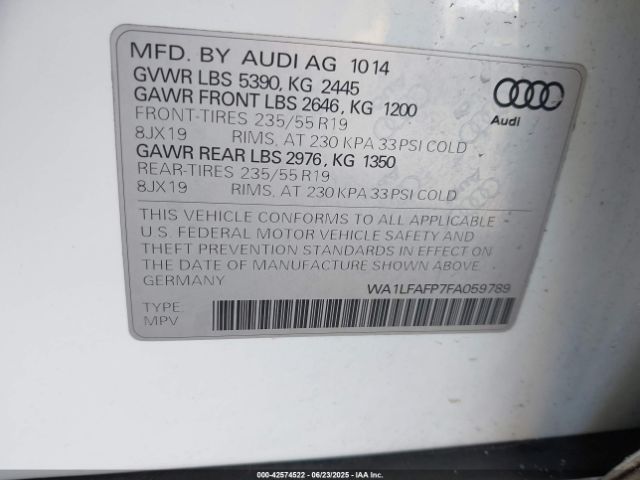 MFD. BY AUDI AG 1014
GVWR LBS 5390, KG 2445
GAWR FRONT LBS 2646, KG 1200
FRONT-TIRES 235/55 R19
8JX19 RIMS, AT 230 KPA 33 PSI COLD
GAWR REAR LBS 2976, KG 1350
REAR-TIRES 235/55 R19
8JX19 RIMS, AT 230 KPA 33 PSI COLD
Audi
THIS VEHICLE CONFORMS TO ALL APPLICABLE
U.S. FEDERAL MOTOR VEHICLE SAFETY AND
THEFT PREVENTION STANDARDS IN EFFECT
ON THE DATE OF MANUFACTURE SHOWN ABOVE
GERMANY WA1LFAFP7FA059789
TYPE
MPV
000-42574522 - 06/23/2025 - IAA Inc.